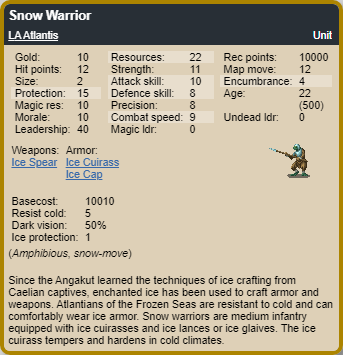 Snow Warrior
LA Atlantis Unit
Gold: 10 Resources: 22 Rec points: 10000
Hit points: 12 Strength: 11 Map move: 12
Size: 2 Attack skill: 10 Encumbrance: 4
Protection: 15 Defence skill: 8 Age: 22
Magic res: 10 Precision: 8 (500)
Morale: 10 Combat speed: 9 Undead ldr: 0
Leadership: 40 Magic ldr: 0
Weapons: Armor:
Ice Spear Ice Cuirass
Ice Cap
Basecost: 10010
Resist cold: 5
Dark vision: 50%
Ice protection: 1
(Amphibious, snow-move)
Since the Angakut learned the techniques of ice crafting from
Caelian captives, enchanted ice has been used to craft armor and
weapons. Atlantians of the Frozen Seas are resistant to cold and can
comfortably wear ice armor. Snow warriors are medium infantry
equipped with ice cuirasses and ice lances or ice glaives. The ice
cuirass tempers and hardens in cold climates.